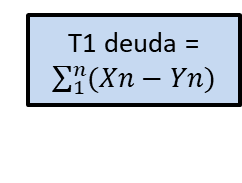 T1 deuda =
∑₁ⁿ(Xn − Yn)